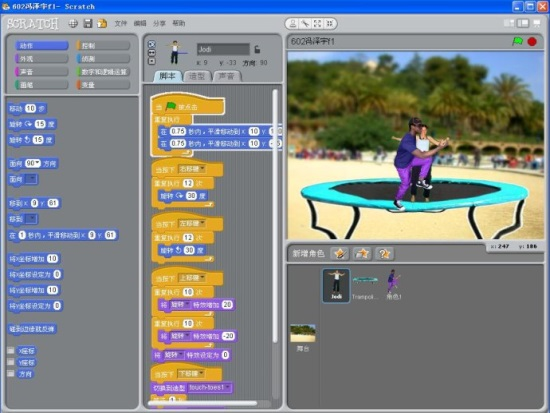 602冯泽宇f1- Scratch
SCRATCH 文件 编辑 分享 帮助
动作 控制
外观 侦测
声音 数字和逻辑运算
画笔 变量
移动 10 步
旋转 15 度
旋转 15 度
面向 90 方向
面向
移到 x: 9 y: 61
移到
在 1 秒内，平滑移动到 x: 9 y: 61
将x坐标增加 10
将x坐标设定为 0
将y坐标增加 10
将y坐标设定为 0
碰到边缘就反弹
x座标
y座标
方向
Jodi
x: 9 y: -33 方向: 90
脚本 造型 声音
当 被点击
重复执行
在 0.75 秒内，平滑移动到 x: 10 y:
在 0.75 秒内，平滑移动到 x: 10 y:
当按下 右移键
重复执行 12 次
旋转 30 度
当按下 左移键
重复执行 12 次
旋转 30 度
当按下 上移键
重复执行 10 次
将 旋转 特效增加 20
重复执行 10 次
将 旋转 特效增加 -20
将 旋转 特效设定为 0
当按下 下移键
切换到造型 touch-toes1
602冯泽宇f1
x: 247 y: 186
新增角色
Jodi Trampol... 角色1
舞台